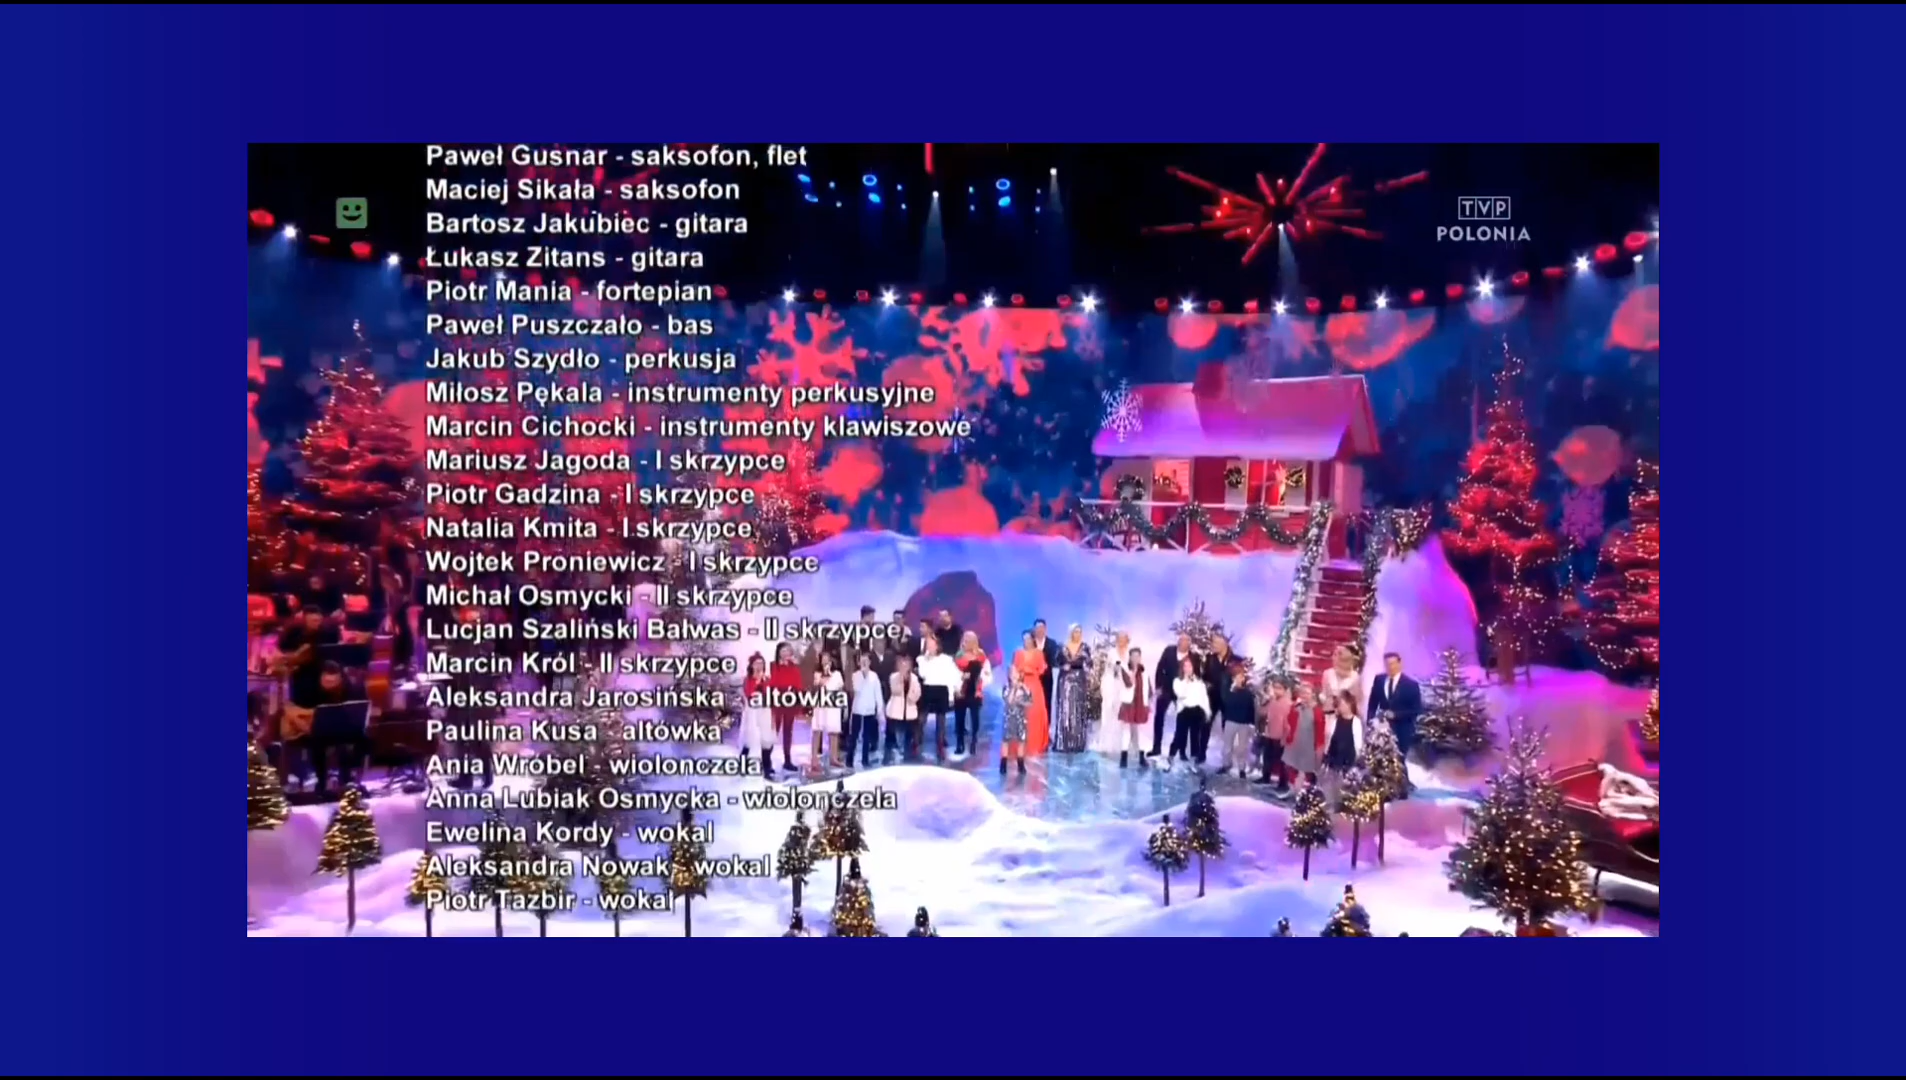 Paweł Gusnar - saksofon, flet
Maciej Sikała - saksofon
Bartosz Jakubiec - gitara
Łukasz Zitans - gitara
Piotr Mania - fortepian
Paweł Puszczało - bas
Jakub Szydło - perkusja
Miłosz Pękala - instrumenty perkusyjne
Marcin Cichocki - instrumenty klawiszowe
Mariusz Jagoda - I skrzypce
Piotr Gadzina - I skrzypce
Natalia Kmita - I skrzypce
Wojtek Proniewicz - I skrzypce
Michał Osmycki - II skrzypce
Lucjan Szaliński Bałwas - II skrzypce
Marcin Król - II skrzypce
Aleksandra Jarosińska - altówka
Paulina Kusa - altówka
Ania Wróbel - wiolonczela
Anna Lubiak Osmycka - wiolonczela
Ewelina Kordy - wokal
Aleksandra Nowak - wokal
Piotr Tazbir - wokal
TVP
POLONIA